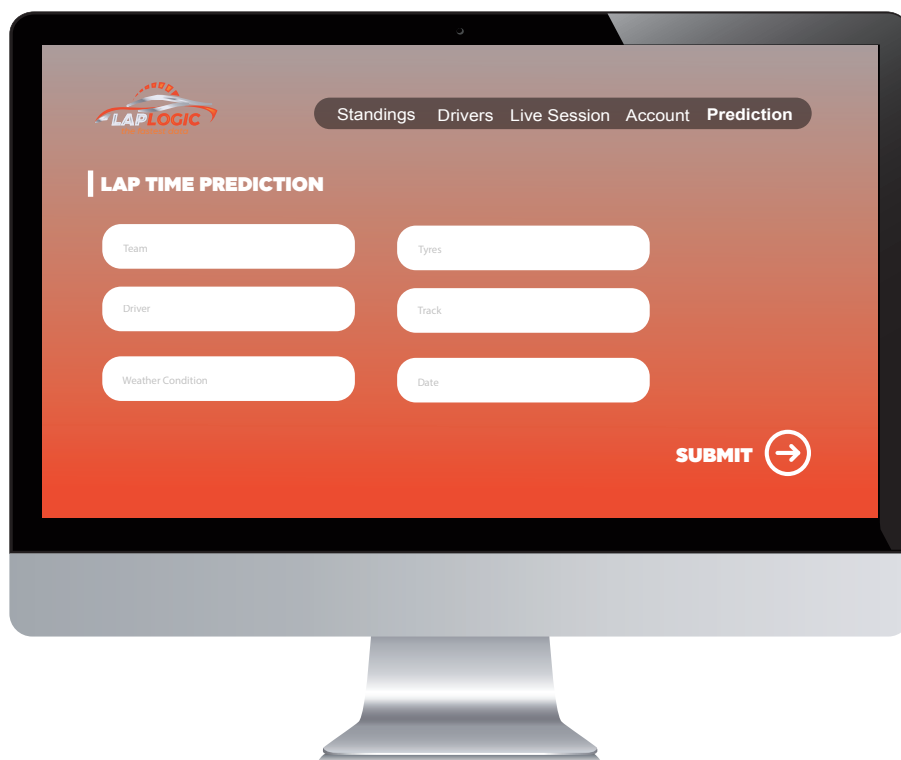 LAPLOGIC
Standings Drivers Live Session Account Prediction
LAP TIME PREDICTION
Team
Tyres
Driver
Track
Weather Condition
Date
SUBMIT